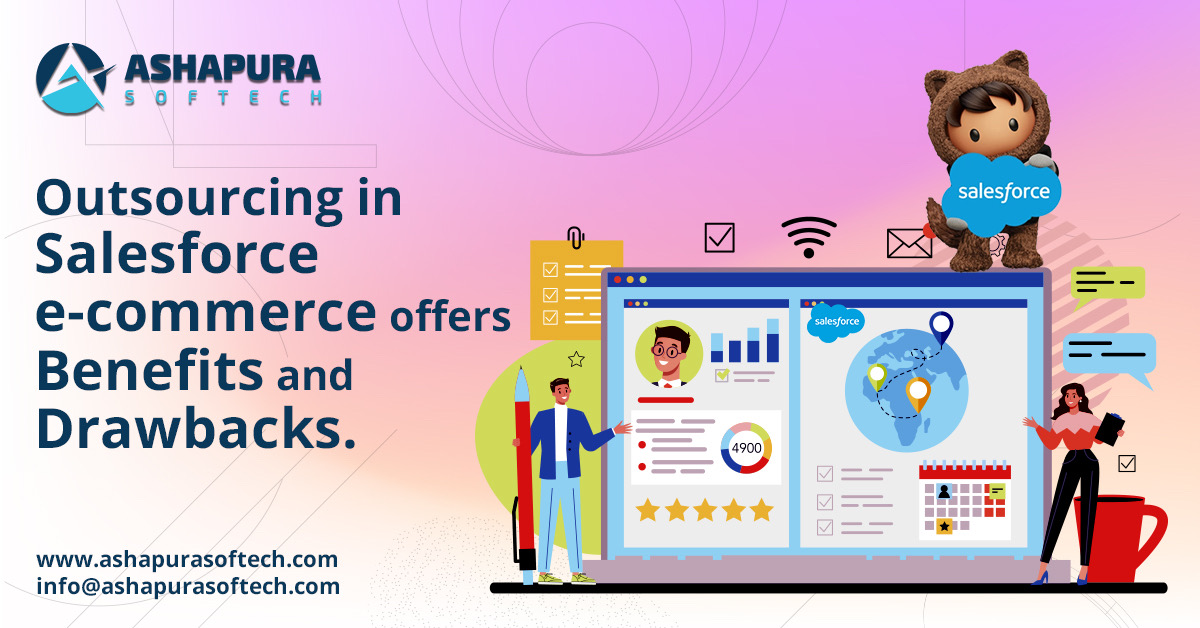 ASHAPURA
SOFTECH
Outsourcing in
Salesforce
e-commerce offers
Benefits and
Drawbacks.
www.ashapurasoftech.com
info@ashapurasoftech.com
salesforce
salesforce
4900